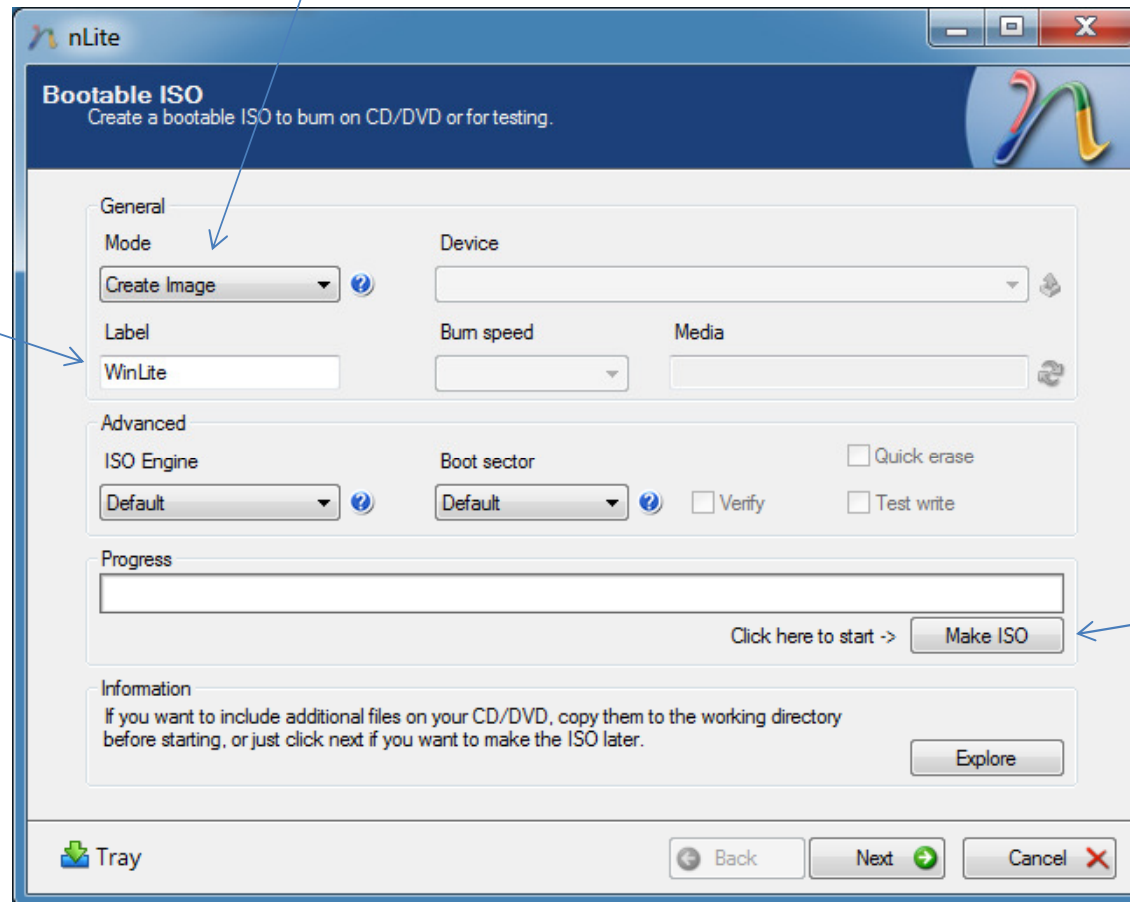 nLite
Bootable ISO
Create a bootable ISO to burn on CD/DVD or for testing.
General
Mode Device
Create Image
Label Burn speed Media
WinLite
Advanced
ISO Engine Boot sector Quick erase
Default Default Verify Test write
Progress
Click here to start -> Make ISO
Information
If you want to include additional files on your CD/DVD, copy them to the working directory
before starting, or just click next if you want to make the ISO later.
Explore
Tray Back Next Cancel